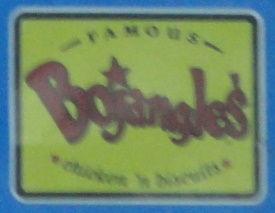 FAMOUS
Bojangles'
chicken 'n biscuits